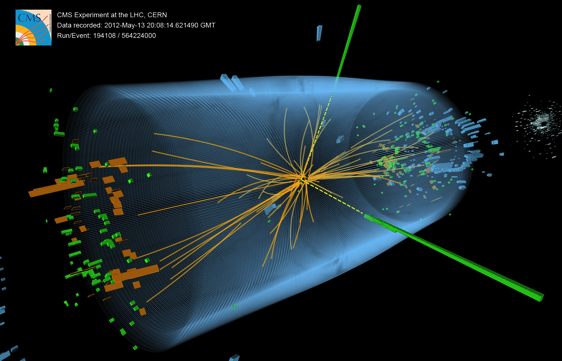 CMS
CMS Experiment at the LHC, CERN
Data recorded: 2012-May-13 20:08:14.621490 GMT
Run/Event: 194108 / 564224000